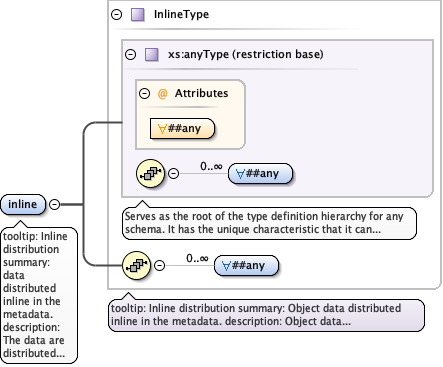 InlineType
xs:anyType (restriction base)
@ Attributes
∀##any
0..∞
∀##any
Serves as the root of the type definition hierarchy for any
schema. It has the unique characteristic that it can...
inline
tooltip: Inline
distribution
summary:
data
distributed
inline in the
metadata.
description:
The data are
distributed...
0..∞
∀##any
tooltip: Inline distribution summary: Object data distributed
inline in the metadata. description: Object data...